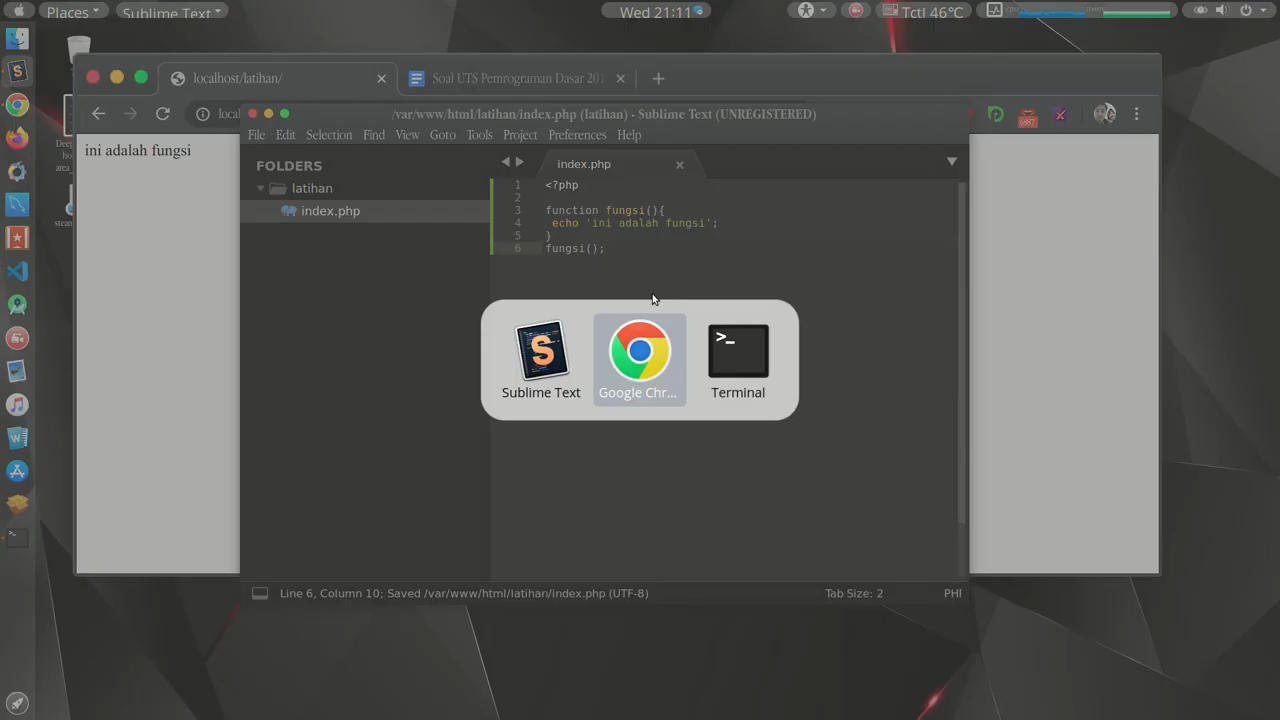 Places
Sublime Text
Wed 21:11
Tctl 46°C
localhost/latihan/
Soal UTS Pemrograman Dasar 201
/var/www/html/latihan/index.php (latihan) - Sublime Text (UNREGISTERED)
File Edit Selection Find View Goto Tools Project Preferences Help
ini adalah fungsi
FOLDERS
latihan
index.php
index.php
1 <?php
2
3 function fungsi(){
4 echo 'ini adalah fungsi';
5 }
6 fungsi();
Sublime Text
Google Chr...
Terminal
Line 6, Column 10; Saved /var/www/html/latihan/index.php (UTF-8)
Tab Size: 2
PHI